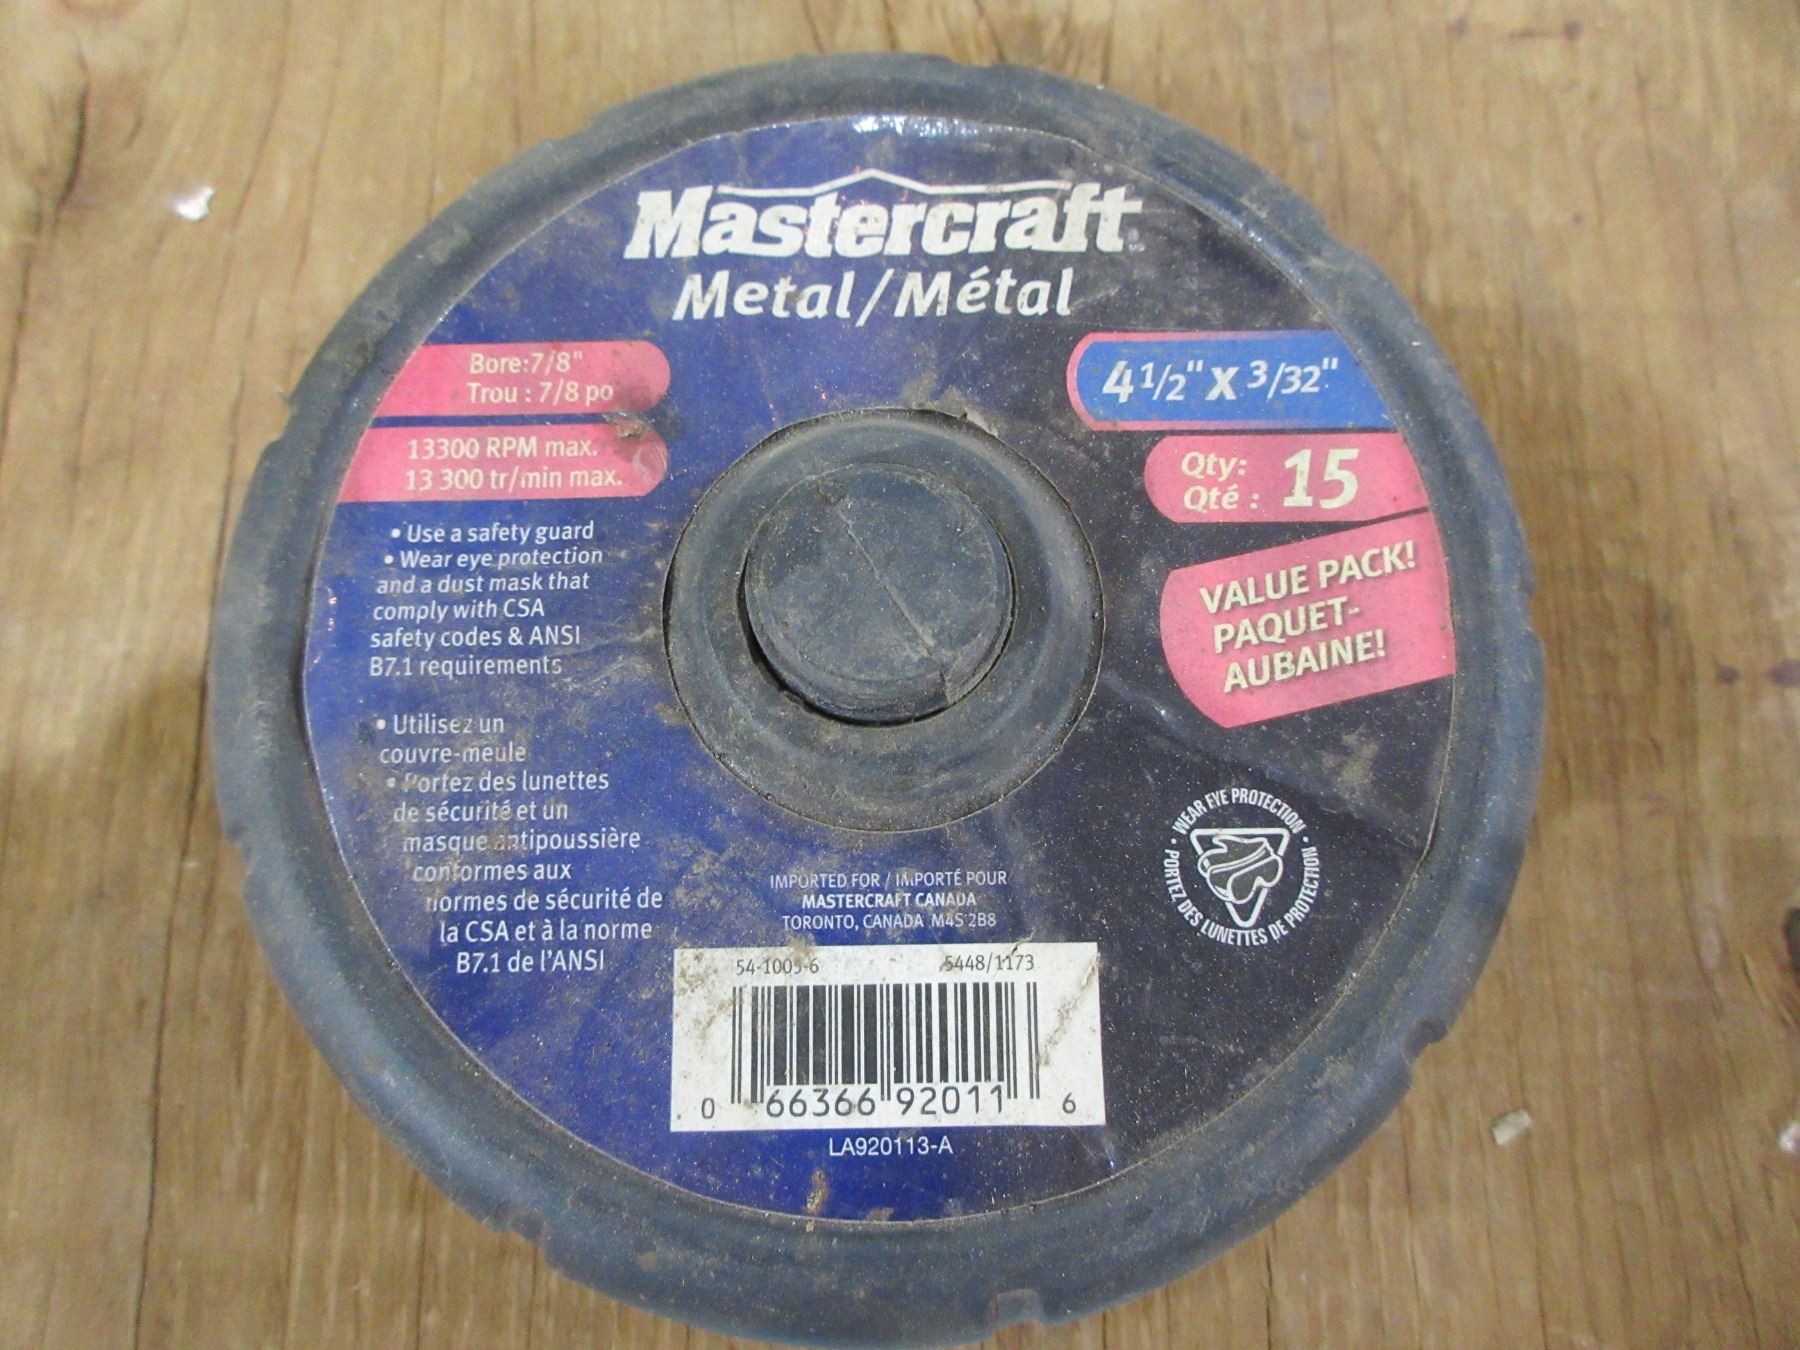 Mastercraft
Metal/Métal
Bore:7/8"
Trou : 7/8 po
13300 RPM max.
13 300 tr/min max.
4 1/2" X 3/32"
Qty: 15
Qté :
VALUE PACK!
PAQUET-
AUBAINE!
• Use a safety guard
• Wear eye protection
and a dust mask that
comply with CSA
safety codes & ANSI
B7.1 requirements
• Utilisez un
couvre-meule
• Portez des lunettes
de sécurité et un
masque antipoussière
conformes aux
normes de sécurité de
la CSA et à la norme
B7.1 de l'ANSI
• WEAR EYE PROTECTION •
PORTEZ DES LUNETTES DE PROTECTION
IMPORTED FOR / IMPORTÉ POUR
MASTERCRAFT CANADA
TORONTO, CANADA M4S 2B8
54-1005-6 5448/1173
0 66366 92011 6
LA920113-A